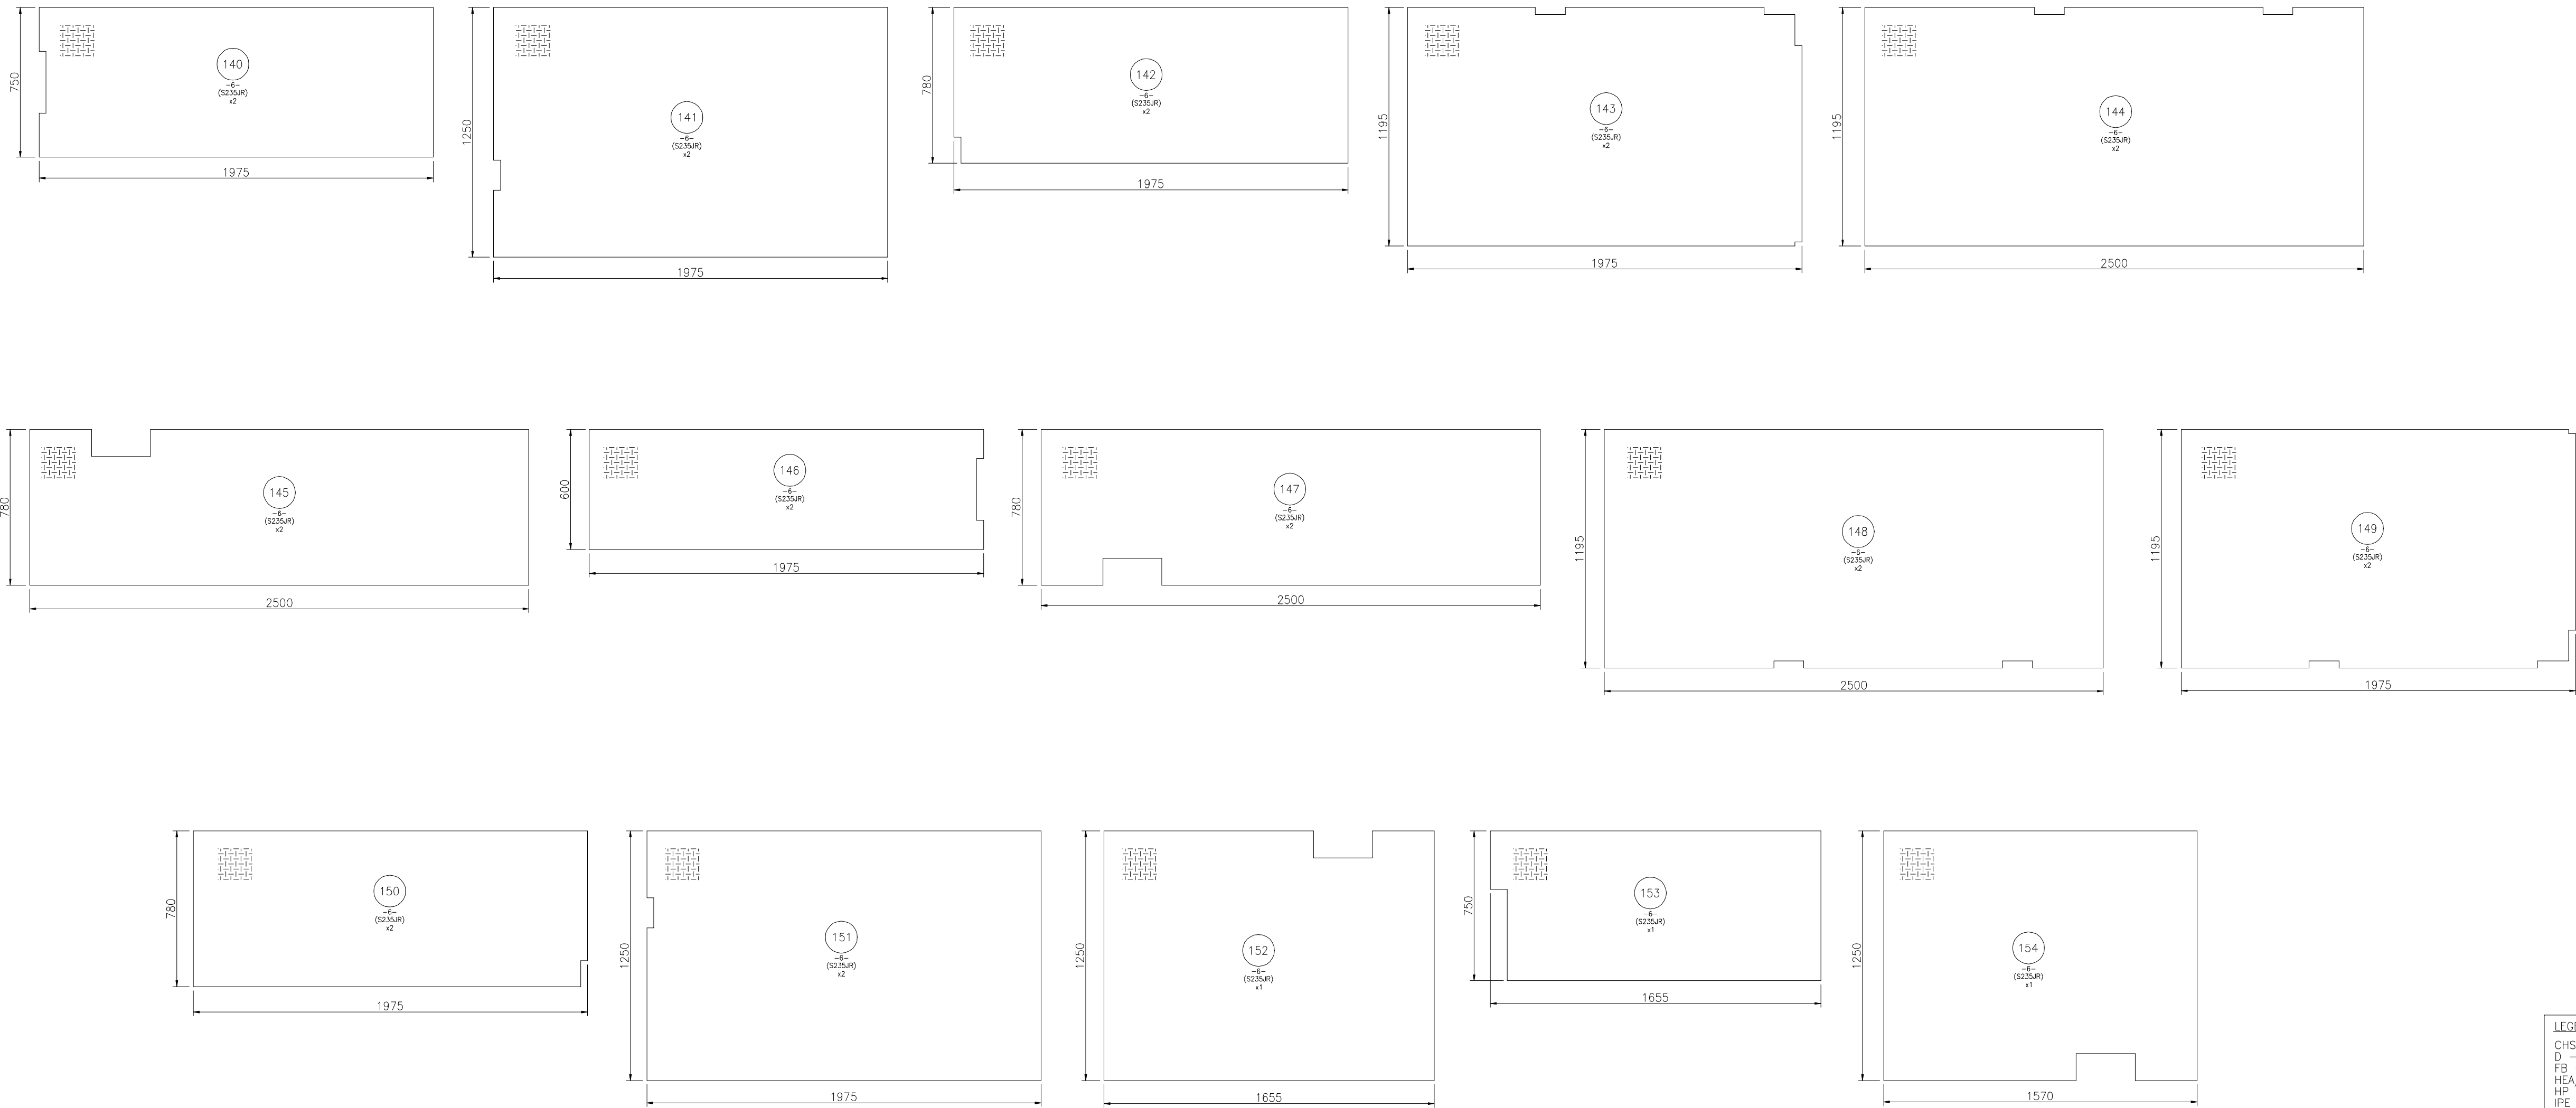 750
140
-6-
(S235JR)
x2
1975
1250
141
-6-
(S235JR)
x2
1975
780
142
-6-
(S235JR)
x2
1975
1195
143
-6-
(S235JR)
x2
1975
1195
144
-6-
(S235JR)
x2
2500
780
145
-6-
(S235JR)
x2
2500
600
146
-6-
(S235JR)
x2
1975
780
147
-6-
(S235JR)
x2
2500
1195
148
-6-
(S235JR)
x2
2500
1195
149
-6-
(S235JR)
x2
1975
780
150
-6-
(S235JR)
x2
1975
1250
151
-6-
(S235JR)
x2
1975
1250
152
-6-
(S235JR)
x1
1655
750
153
-6-
(S235JR)
x1
1655
1250
154
-6-
(S235JR)
x1
1570
CHS
D -
FB
HEA
HP
IPE